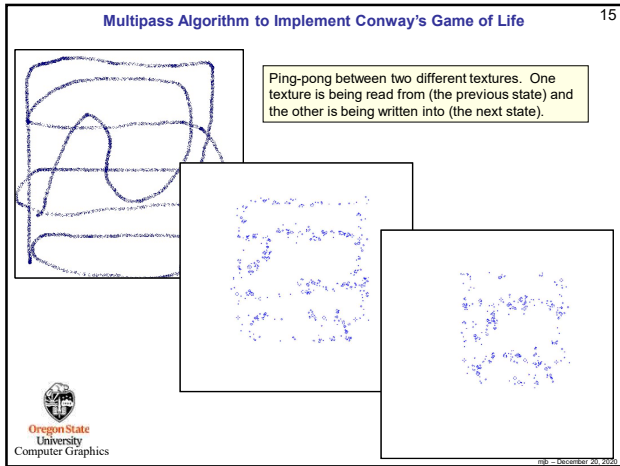 Multipass Algorithm to Implement Conway's Game of Life
15
Ping-pong between two different textures. One
texture is being read from (the previous state) and
the other is being written into (the next state).
Oregon State
University
Computer Graphics
mjb – December 20, 2020